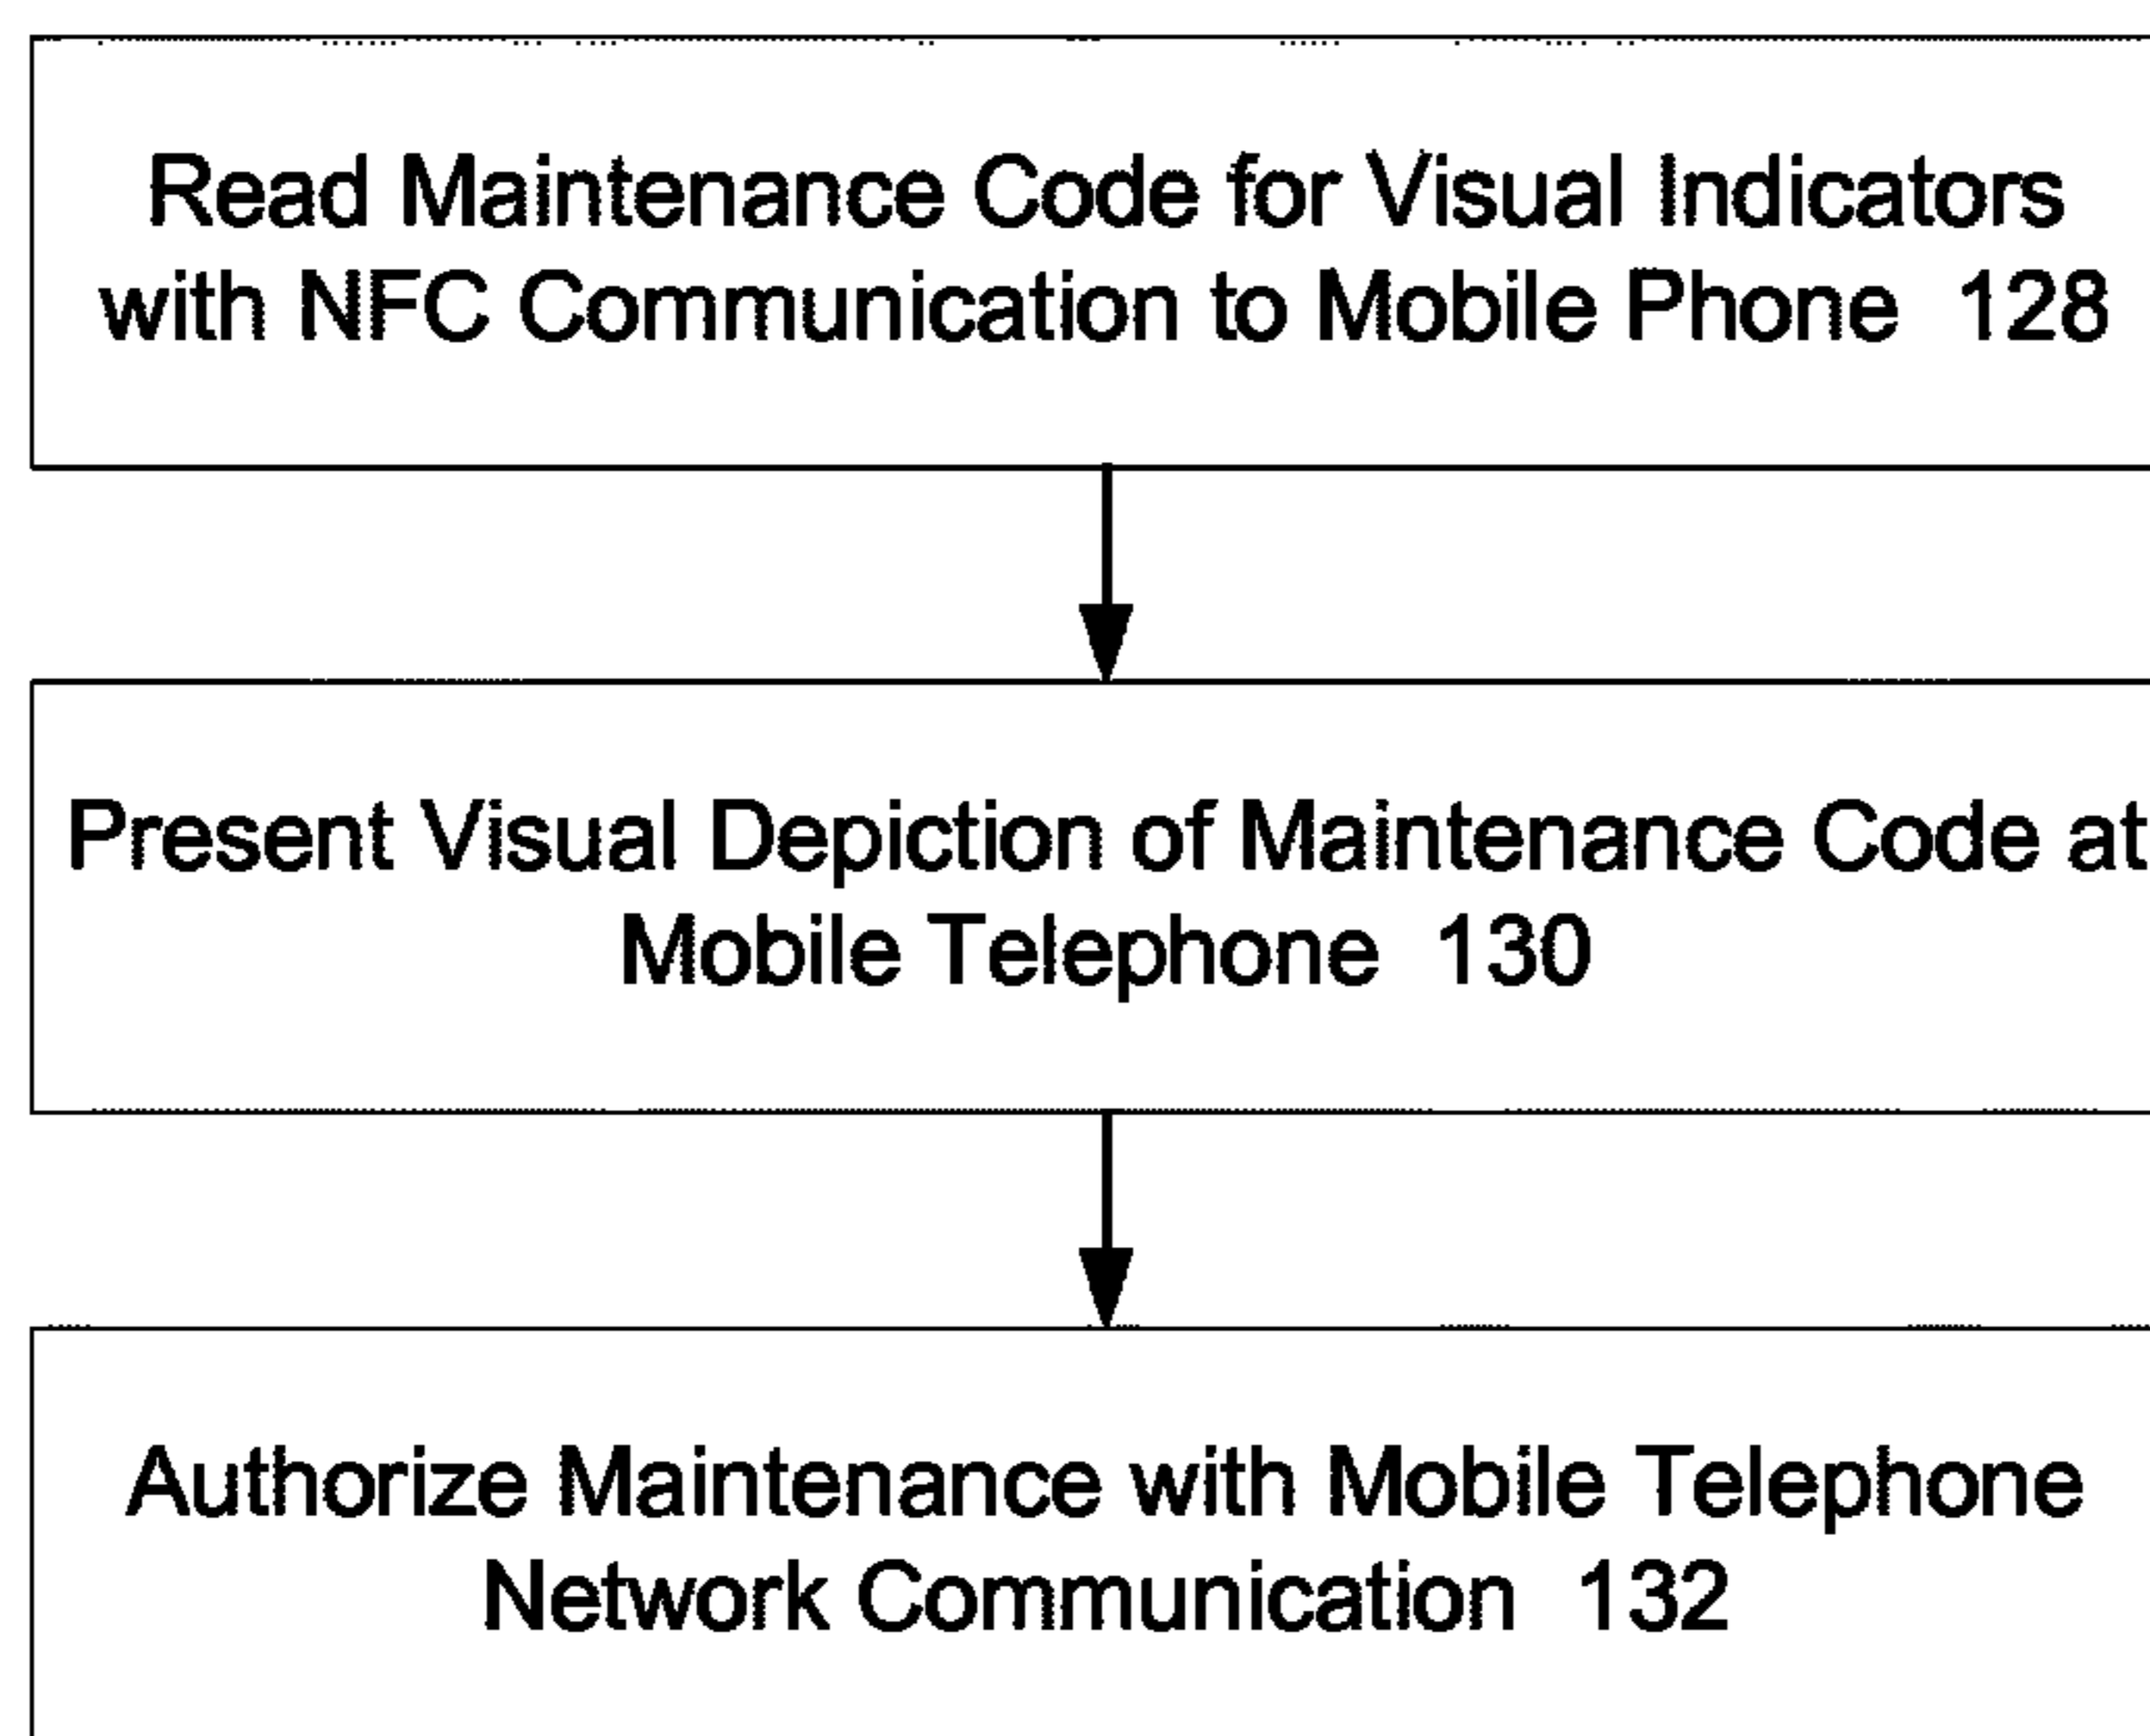 Read Maintenance Code for Visual Indicators
with NFC Communication to Mobile Phone 128
Present Visual Depiction of Maintenance Code at
Mobile Telephone 130
Authorize Maintenance with Mobile Telephone
Network Communication 132